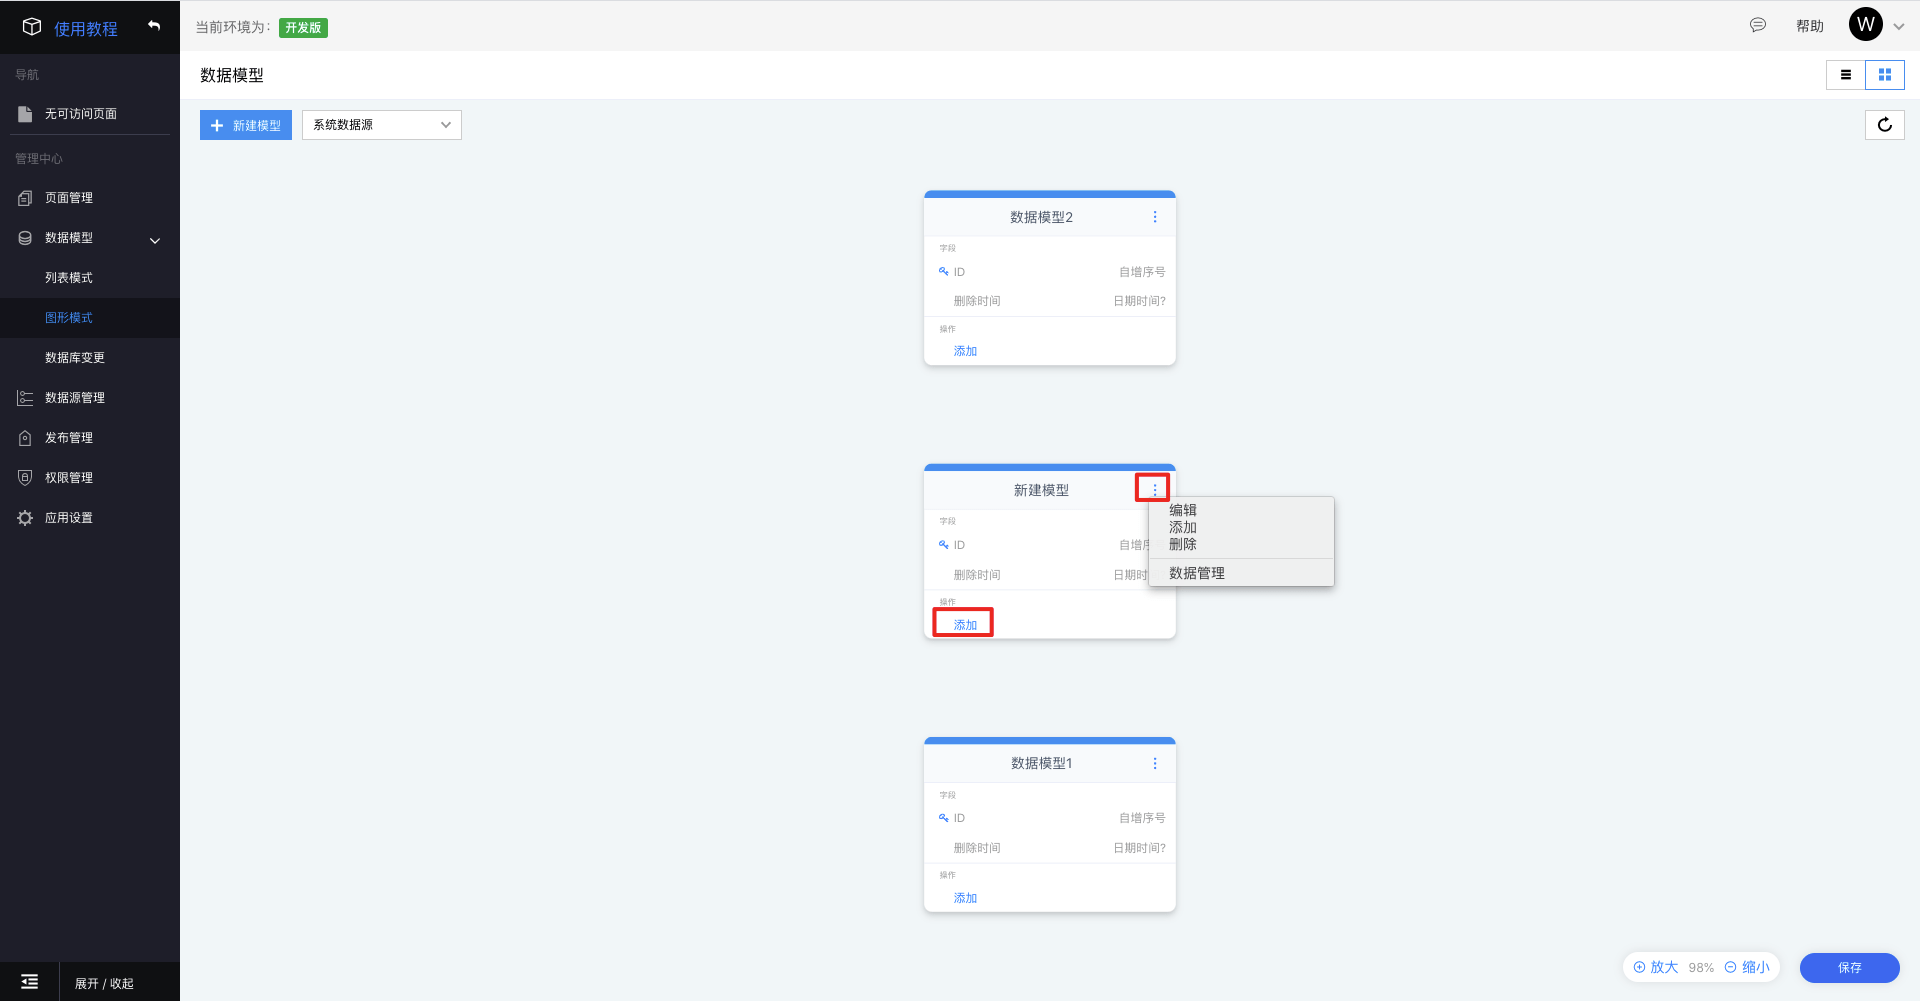 使用教程
当前环境为：
开发版
帮助
W
导航
无可访问页面
管理中心
页面管理
数据模型
列表模式
图形模式
数据库变更
数据源管理
发布管理
权限管理
应用设置
展开 / 收起
数据模型
新建模型
系统数据源
数据模型2
字段
ID 自增序号
删除时间 日期时间?
操作
添加
新建模型
字段
ID 自增序
删除时间 日期时
操作
添加
编辑
添加
删除
数据管理
数据模型1
字段
ID 自增序号
删除时间 日期时间?
操作
添加
放大 98% 缩小
保存